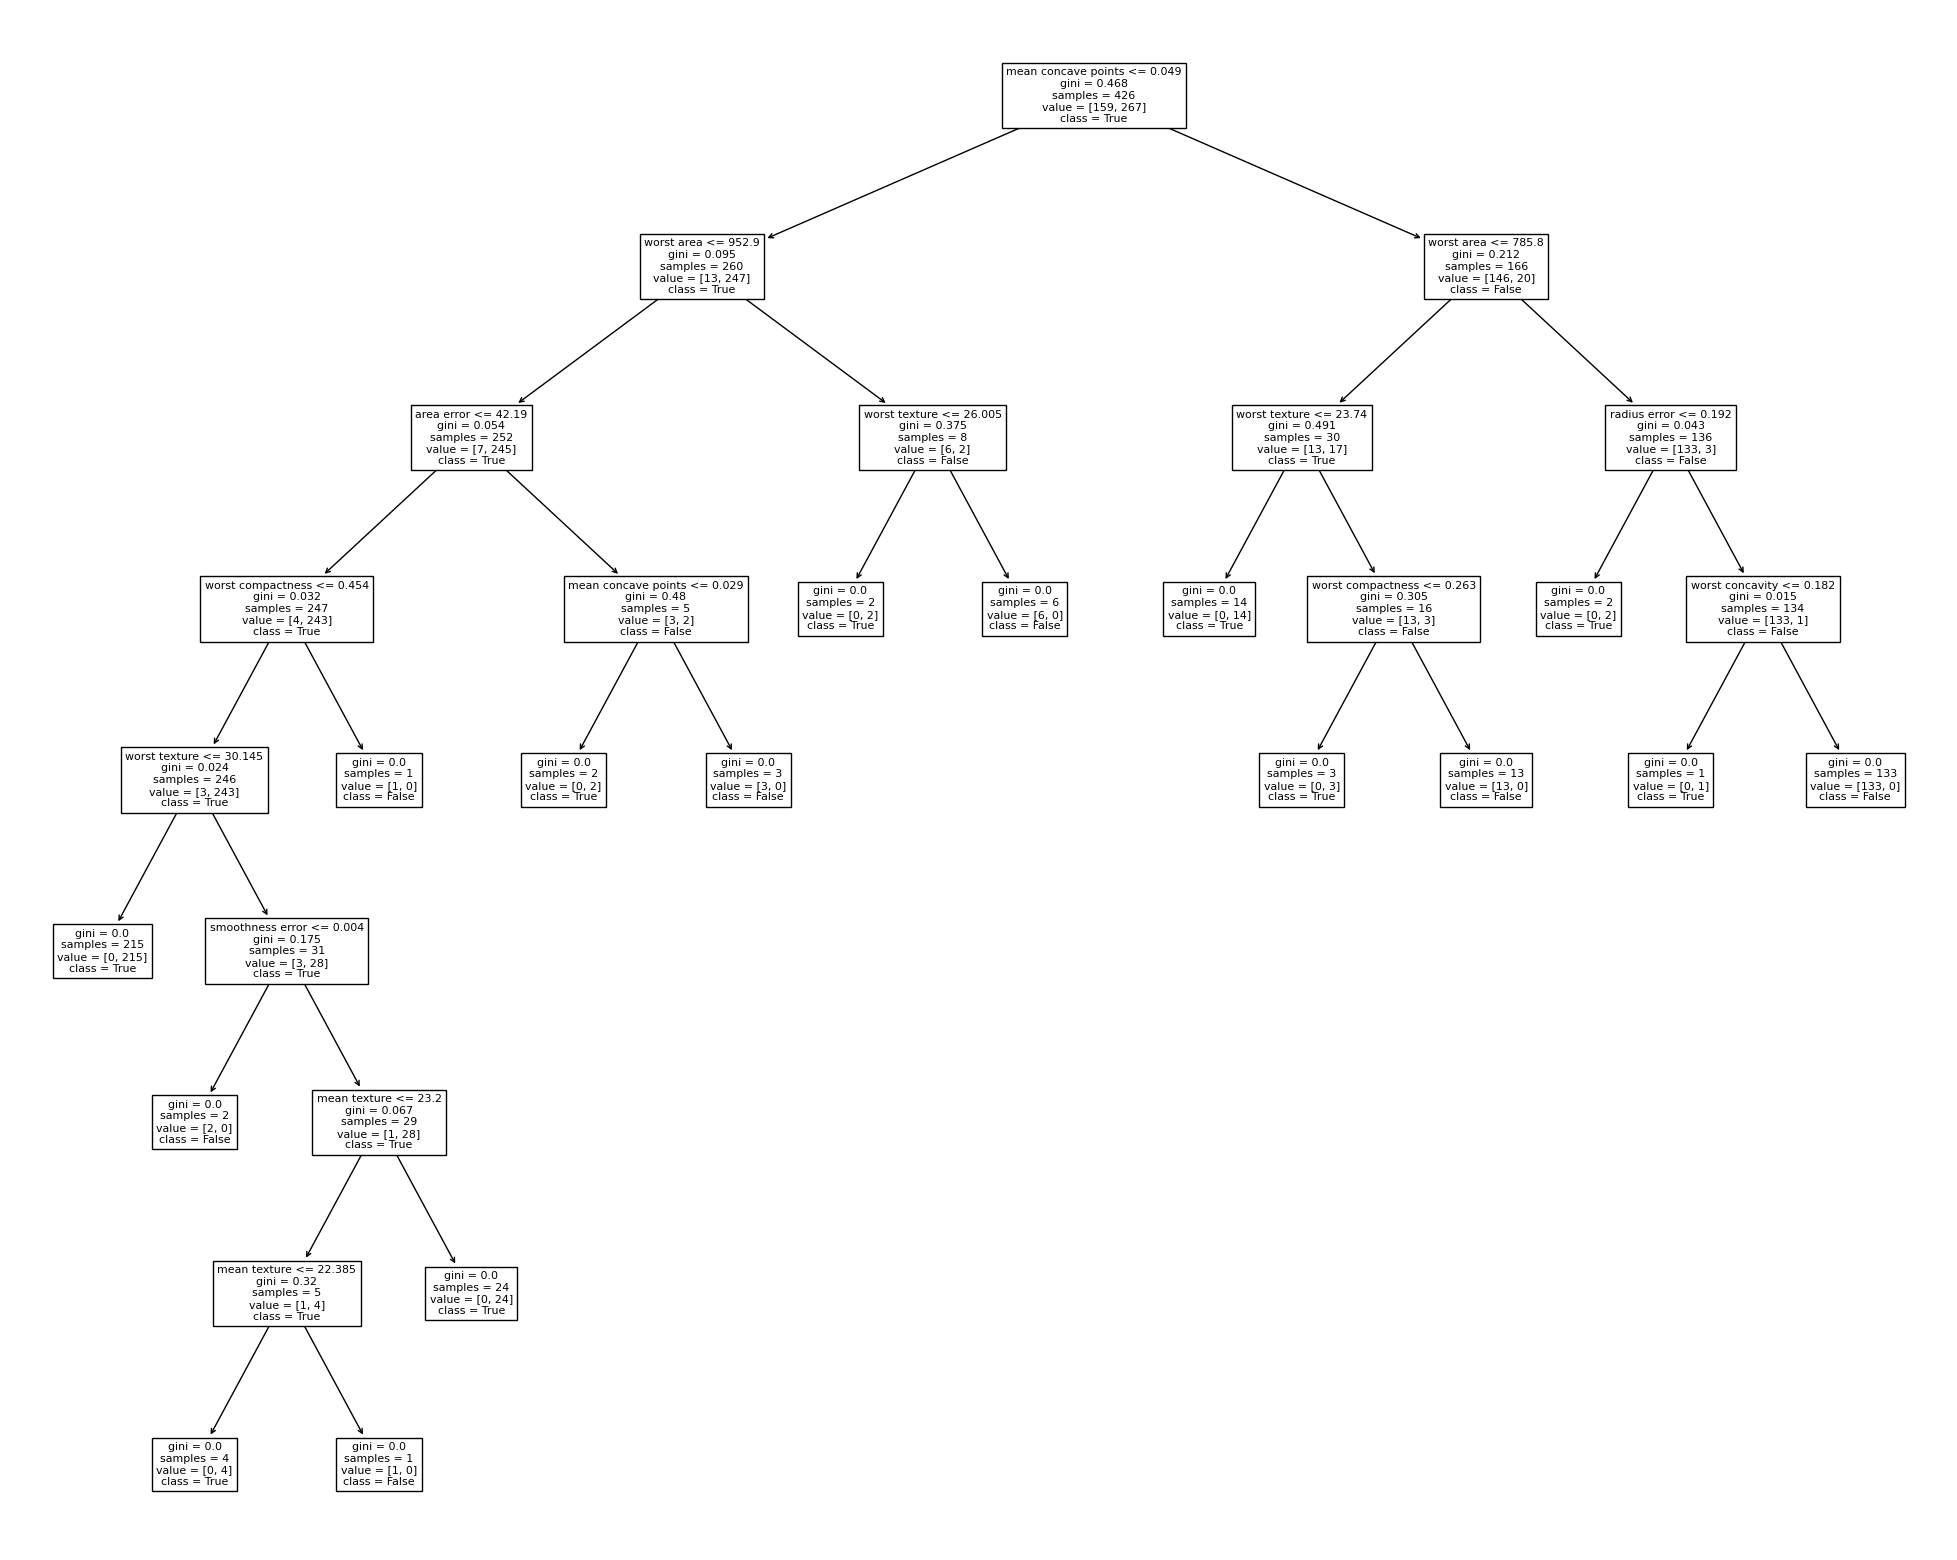 mean concave points <= 0.049
gini = 0.468
samples = 426
value = [159, 267]
class = True
worst area <= 952.9
gini = 0.095
samples = 260
value = [13, 247]
class = True
worst area <= 785.8
gini = 0.212
samples = 166
value = [146, 20]
class = False
area error <= 42.19
gini = 0.054
samples = 252
value = [7, 245]
class = True
worst texture <= 26.005
gini = 0.375
samples = 8
value = [6, 2]
class = False
worst texture <= 23.74
gini = 0.491
samples = 30
value = [13, 17]
class = True
radius error <= 0.192
gini = 0.043
samples = 136
value = [133, 3]
class = False
worst compactness <= 0.454
gini = 0.032
samples = 247
value = [4, 243]
class = True
mean concave points <= 0.029
gini = 0.48
samples = 5
value = [3, 2]
class = False
gini = 0.0
samples = 2
value = [0, 2]
class = True
gini = 0.0
samples = 6
value = [6, 0]
class = False
gini = 0.0
samples = 14
value = [0, 14]
class = True
worst compactness <= 0.263
gini = 0.305
samples = 16
value = [13, 3]
class = False
gini = 0.0
samples = 2
value = [0, 2]
class = True
worst concavity <= 0.182
gini = 0.015
samples = 134
value = [133, 1]
class = False
worst texture <= 30.145
gini = 0.024
samples = 246
value = [3, 243]
class = True
gini = 0.0
samples = 1
value = [1, 0]
class = False
gini = 0.0
samples = 2
value = [0, 2]
class = True
gini = 0.0
samples = 3
value = [3, 0]
class = False
gini = 0.0
samples = 3
value = [0, 3]
class = True
gini = 0.0
samples = 13
value = [13, 0]
class = False
gini = 0.0
samples = 1
value = [0, 1]
class = True
gini = 0.0
samples = 133
value = [133, 0]
class = False
gini = 0.0
samples = 215
value = [0, 215]
class = True
smoothness error <= 0.004
gini = 0.175
samples = 31
value = [3, 28]
class = True
gini = 0.0
samples = 2
value = [2, 0]
class = False
mean texture <= 23.2
gini = 0.067
samples = 29
value = [1, 28]
class = True
mean texture <= 22.385
gini = 0.32
samples = 5
value = [1, 4]
class = True
gini = 0.0
samples = 24
value = [0, 24]
class = True
gini = 0.0
samples = 4
value = [0, 4]
class = True
gini = 0.0
samples = 1
value = [1, 0]
class = False